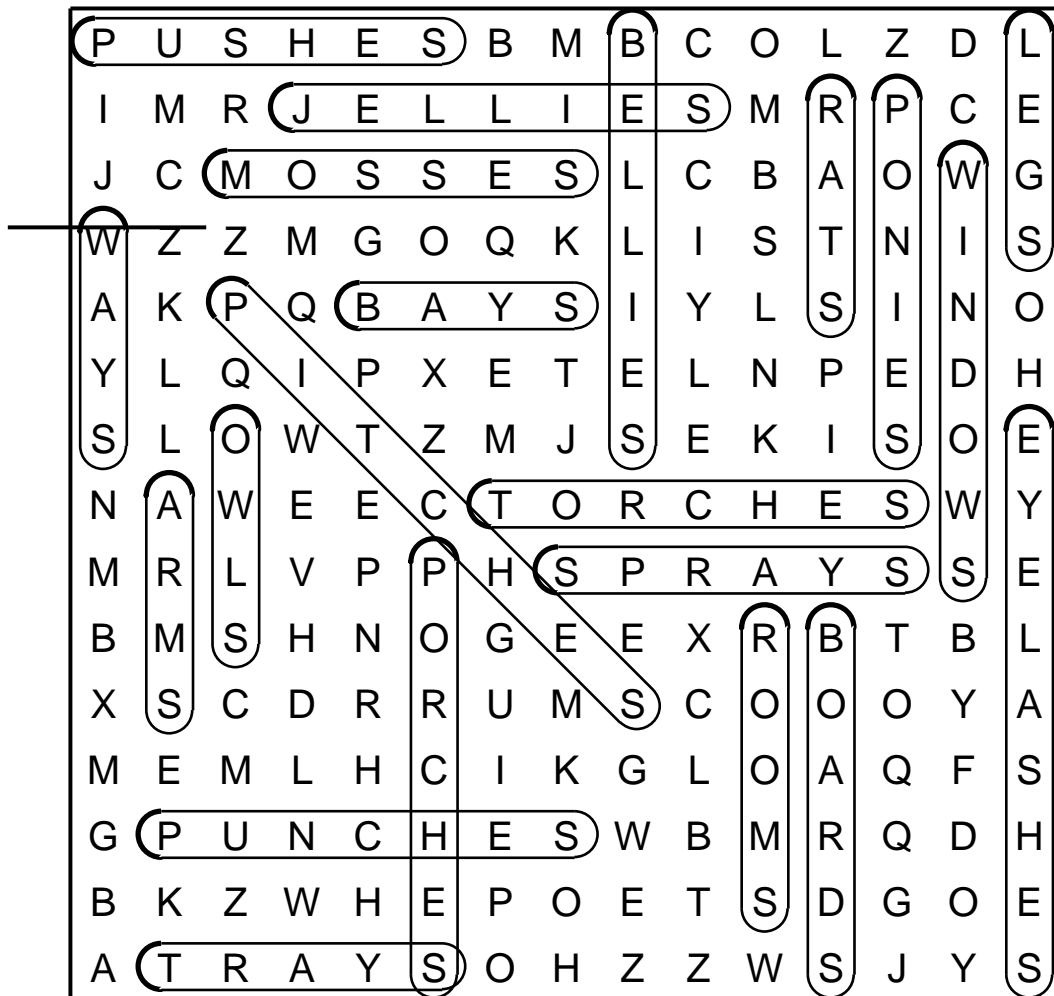 P U S H E S B M B C O L Z D L
I M R J E L L I E S M R P C E
J C M O S S E S L C B A O W G
W Z Z M G O Q K L I S T N I S
A K P Q B A Y S I Y L S I N O
Y L Q I P X E T E L N P E D H
S L O W T Z M J S E K I S O E
N A W E E C T O R C H E S W Y
M R L V P P H S P R A Y S S E
B M S H N O G E E X R B T B L
X S C D R R U M S C O O O Y A
M E M L H C I K G L O A Q F S
G P U N C H E S W B M R Q D H
B K Z W H E P O E T S D G O E
A T R A Y S O H Z Z W S J Y S